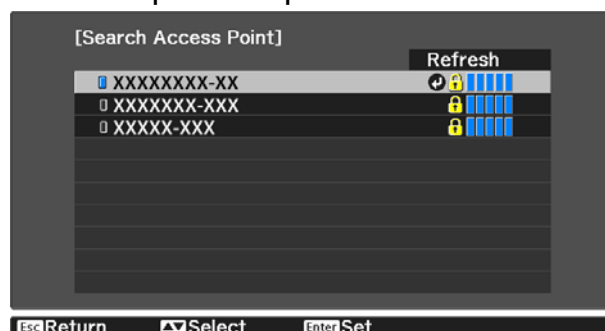 [Search Access Point]
Refresh
XXXXXXXX-XX
XXXXXXX-XXX
XXXXX-XXX
Esc Return Select Enter Set